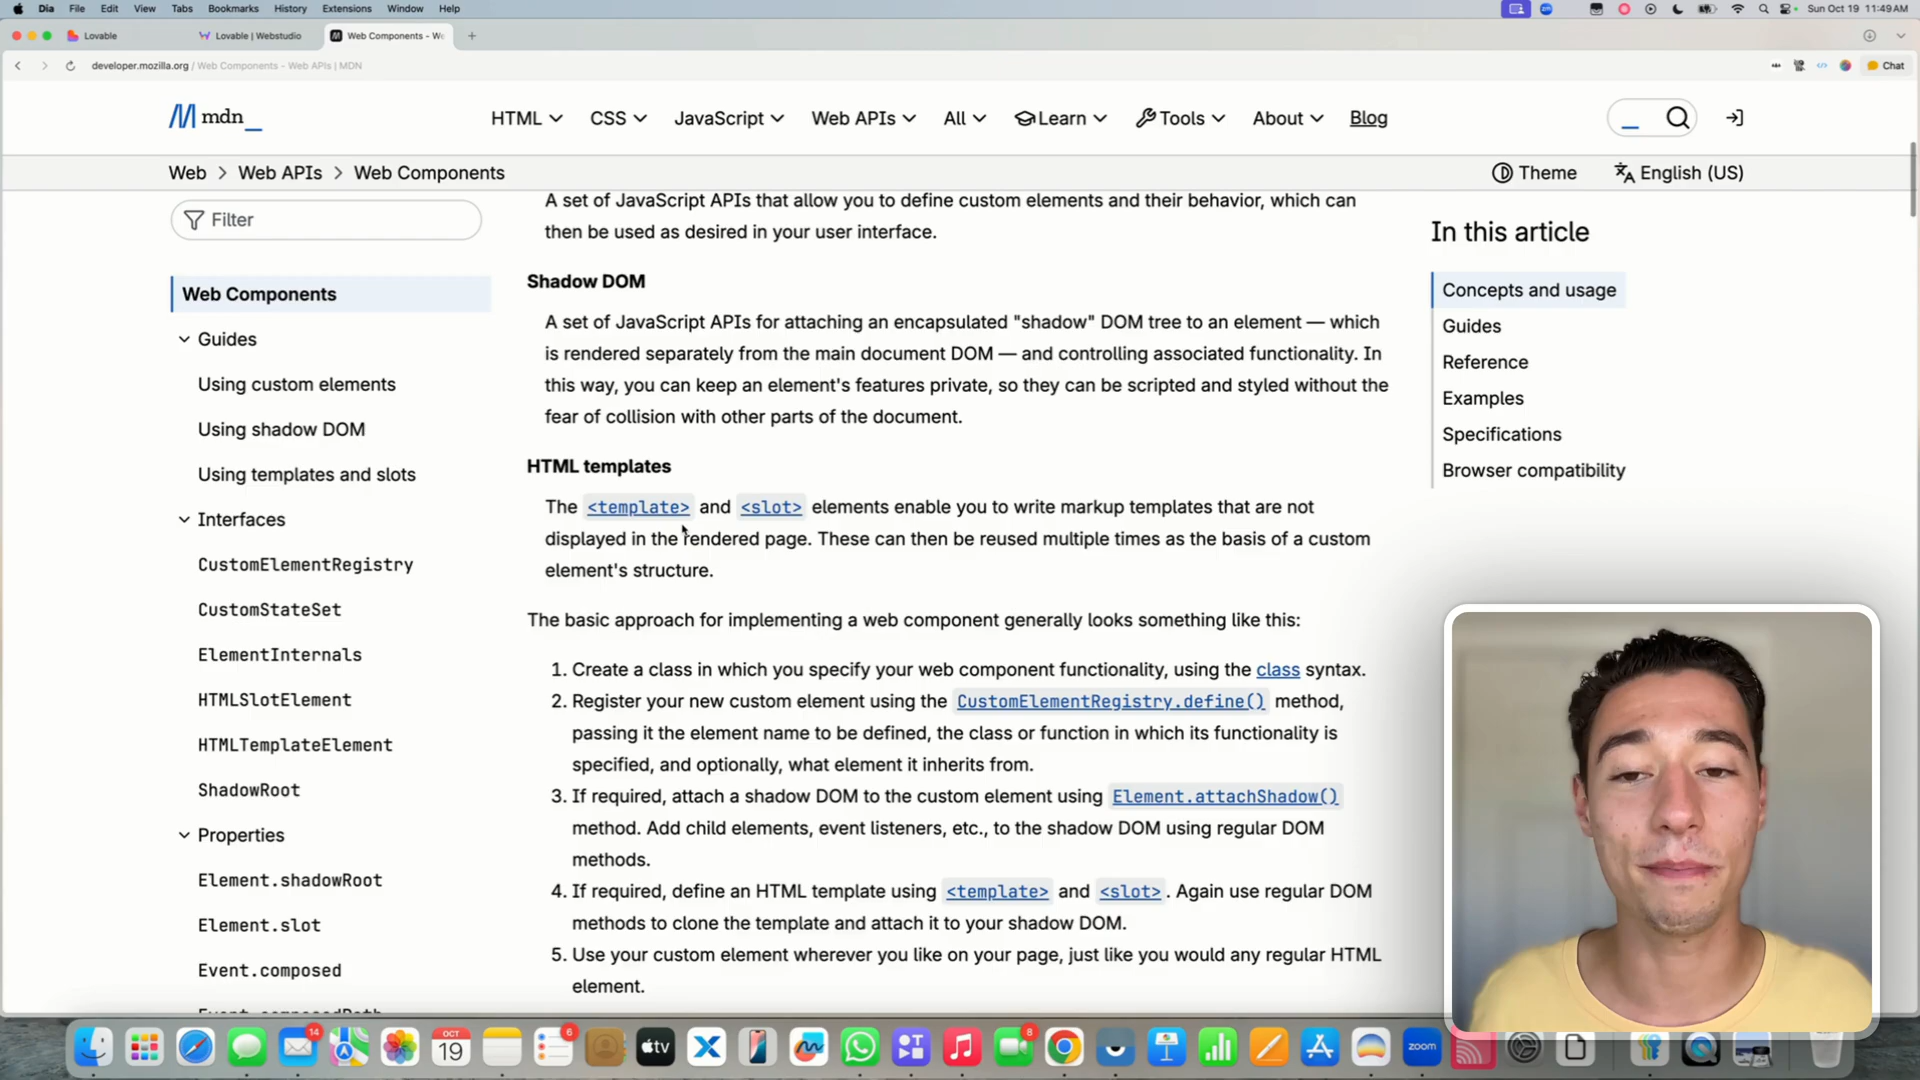 Dia File Edit View Tabs Bookmarks History Extensions Window Help
Sun Oct 19 11:49 AM
Lovable
Lovable | Webstudio
Web Components - We
developer.mozilla.org / Web Components - Web APIs | MDN
Chat
mdn_
HTML CSS JavaScript Web APIs All Learn Tools About Blog
Web > Web APIs > Web Components
Theme
English (US)
Filter
Web Components
Guides
Using custom elements
Using shadow DOM
Using templates and slots
Interfaces
CustomElementRegistry
CustomStateSet
ElementInternals
HTMLSlotElement
HTMLTemplateElement
ShadowRoot
Properties
Element.shadowRoot
Element.slot
Event.composed
Event.composedPath
A set of JavaScript APIs that allow you to define custom elements and their behavior, which can
then be used as desired in your user interface.
Shadow DOM
A set of JavaScript APIs for attaching an encapsulated "shadow" DOM tree to an element — which
is rendered separately from the main document DOM — and controlling associated functionality. In
this way, you can keep an element's features private, so they can be scripted and styled without the
fear of collision with other parts of the document.
HTML templates
The <template> and <slot> elements enable you to write markup templates that are not
displayed in the rendered page. These can then be reused multiple times as the basis of a custom
element's structure.
The basic approach for implementing a web component generally looks something like this:
1. Create a class in which you specify your web component functionality, using the class syntax.
2. Register your new custom element using the CustomElementRegistry.define() method,
passing it the element name to be defined, the class or function in which its functionality is
specified, and optionally, what element it inherits from.
3. If required, attach a shadow DOM to the custom element using Element.attachShadow()
method. Add child elements, event listeners, etc., to the shadow DOM using regular DOM
methods.
4. If required, define an HTML template using <template> and <slot>. Again use regular DOM
methods to clone the template and attach it to your shadow DOM.
5. Use your custom element wherever you like on your page, just like you would any regular HTML
element.
In this article
Concepts and usage
Guides
Reference
Examples
Specifications
Browser compatibility
14
OCT
19
6
tv
8
zoom